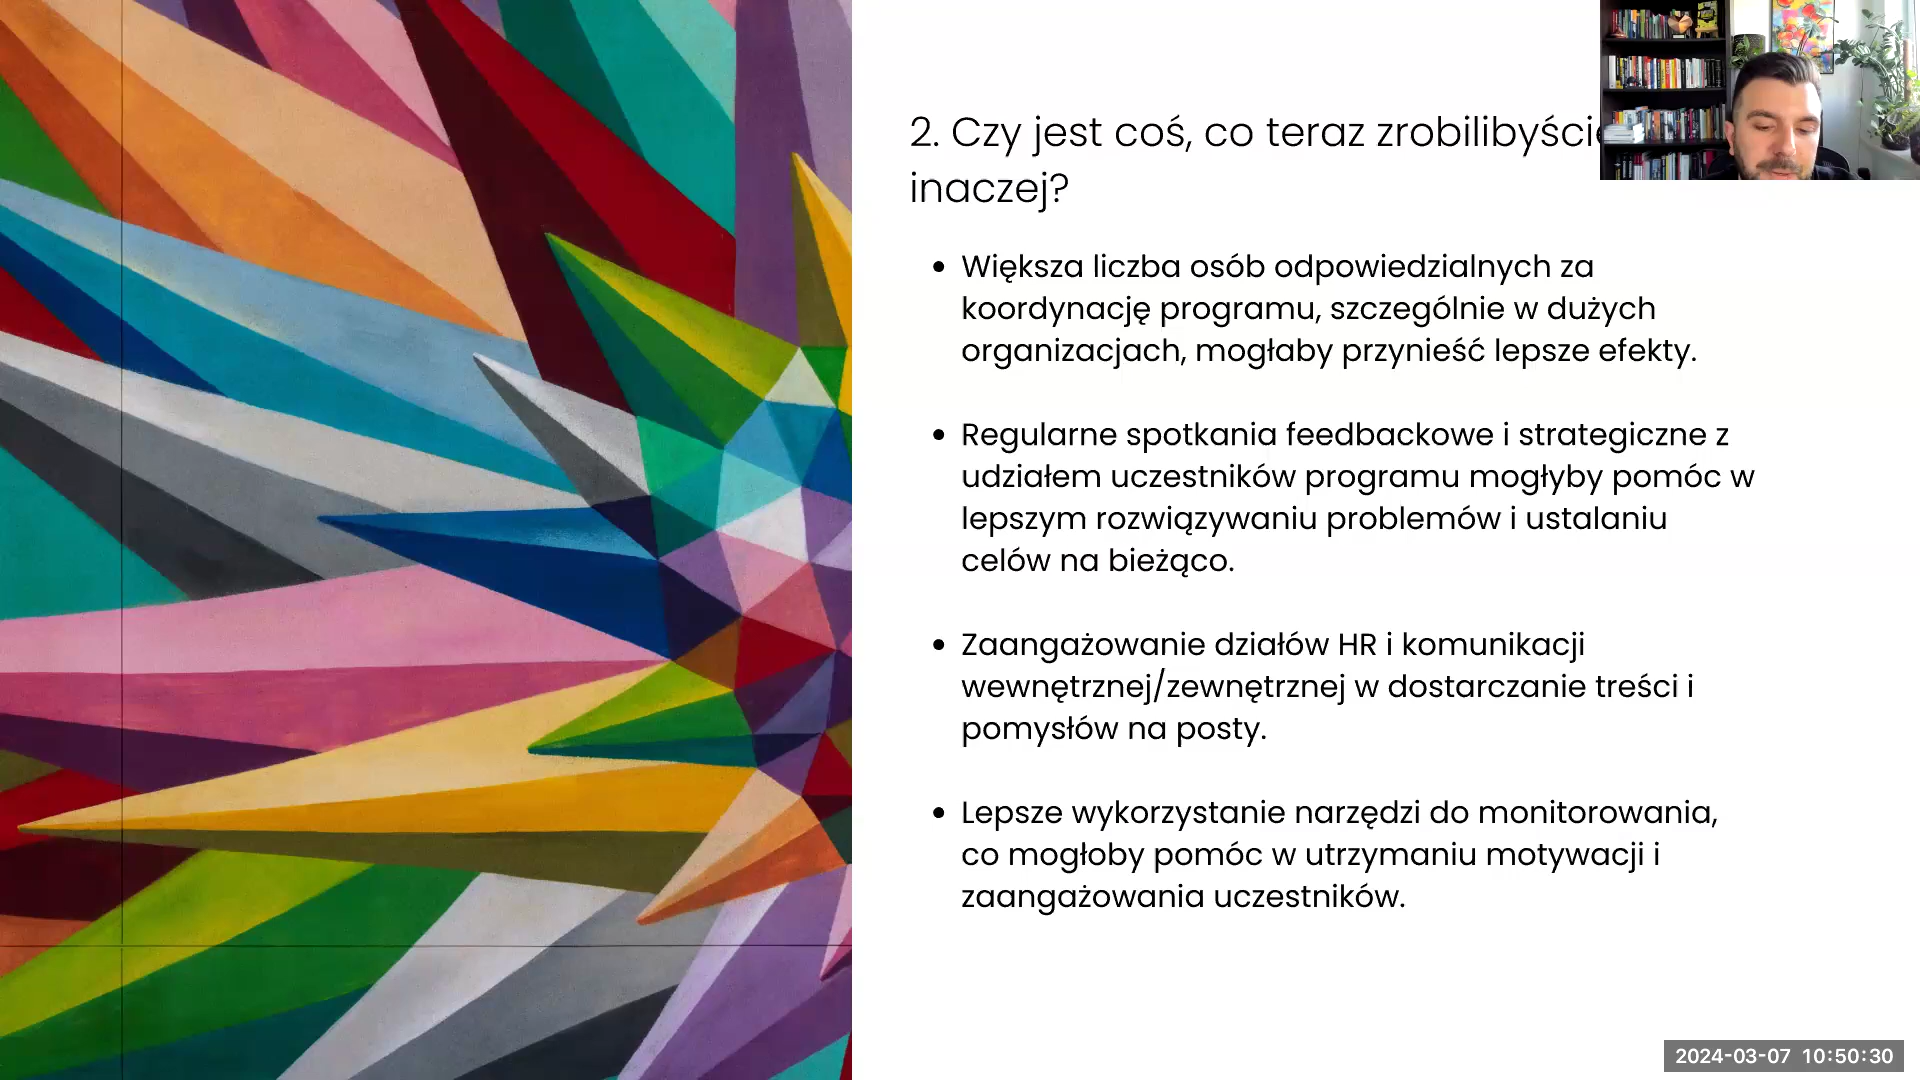 2. Czy jest coś, co teraz zrobilibyście
inaczej?
• Większa liczba osób odpowiedzialnych za
koordynację programu, szczególnie w dużych
organizacjach, mogłaby przynieść lepsze efekty.
• Regularne spotkania feedbackowe i strategiczne z
udziałem uczestników programu mogłyby pomóc w
lepszym rozwiązywaniu problemów i ustalaniu
celów na bieżąco.
• Zaangażowanie działów HR i komunikacji
wewnętrznej/zewnętrznej w dostarczanie treści i
pomysłów na posty.
• Lepsze wykorzystanie narzędzi do monitorowania,
co mogłoby pomóc w utrzymaniu motywacji i
zaangażowania uczestników.
2024-03-07 10:50:30